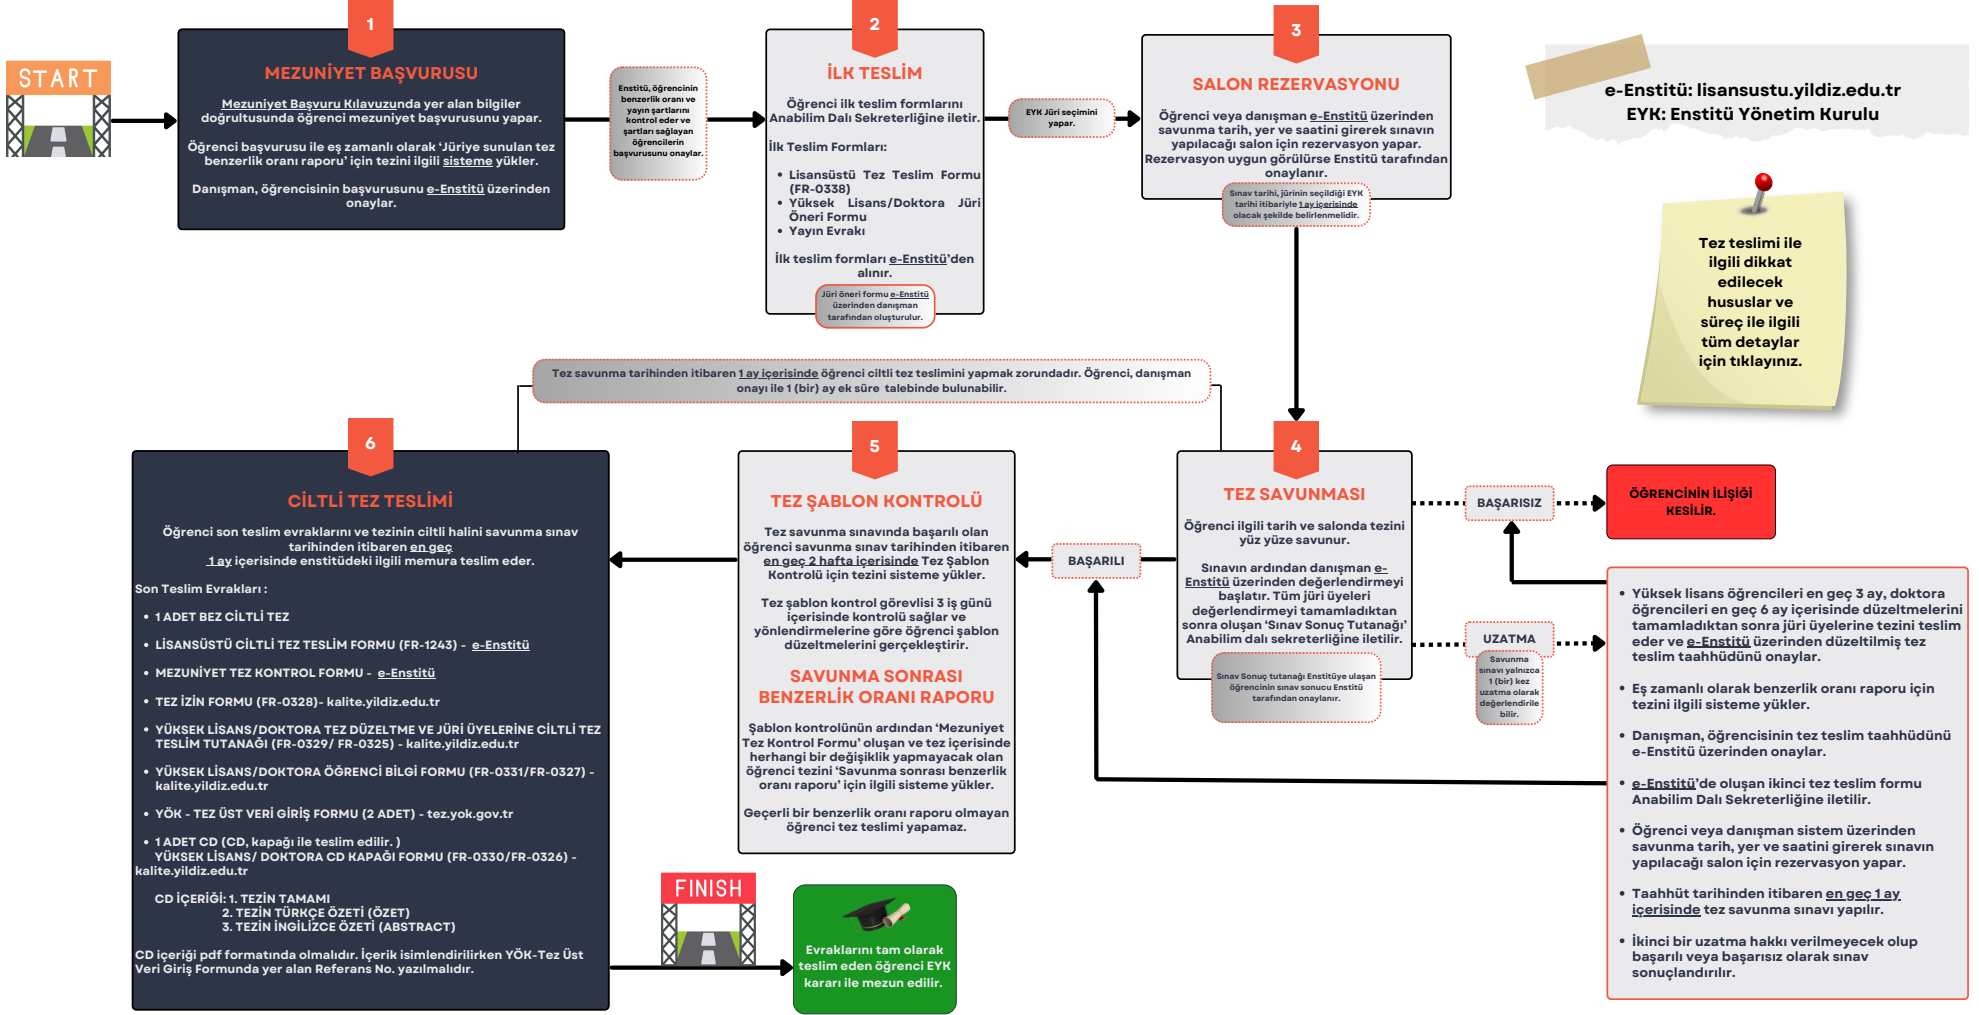 START
1
MEZUNİYET BAŞVURUSU
Mezuniyet Başvuru Kılavuzunda yer alan bilgiler
doğrultusunda öğrenci mezuniyet başvurusunu yapar.
Öğrenci başvurusu ile eş zamanlı olarak ‘Jüriye sunulan tez
benzerlik oranı raporu’ için tezini ilgili sisteme yükler.
Danışman, öğrencisinin başvurusunu e-Enstitü üzerinden
onaylar.
Enstitü, öğrencinin
benzerlik oranı ve
yayın şartlarını
kontrol eder ve
şartları sağlayan
öğrencilerin
başvurusunu onaylar.
2
İLK TESLİM
Öğrenci ilk teslim formlarını
Anabilim Dalı Sekreterliğine iletir.
İlk Teslim Formları:
• Lisansüstü Tez Teslim Formu
(FR-0338)
• Yüksek Lisans/Doktora Jüri
Öneri Formu
• Yayın Evrakı
İlk teslim formları e-Enstitü’den
alınır.
Jüri öneri formu e-Enstitü
üzerinden danışman
tarafından oluşturulur.
EYK Jüri seçimini
yapar.
3
SALON REZERVASYONU
Öğrenci veya danışman e-Enstitü üzerinden
savunma tarih, yer ve saatini girerek sınavın
yapılacağı salon için rezervasyon yapar.
Rezervasyon uygun görülürse Enstitü tarafından
onaylanır.
Sınav tarihi, jürinin seçildiği EYK
tarihi itibariyle 1 ay içerisinde
olacak şekilde belirlenmelidir.
e-Enstitü: lisansustu.yildiz.edu.tr
EYK: Enstitü Yönetim Kurulu
Tez teslimi ile
ilgili dikkat
edilecek
hususlar ve
süreç ile ilgili
tüm detaylar
için tıklayınız.
Tez savunma tarihinden itibaren 1 ay içerisinde öğrenci ciltli tez teslimini yapmak zorundadır. Öğrenci, danışman
onayı ile 1 (bir) ay ek süre talebinde bulunabilir.
4
TEZ SAVUNMASI
Öğrenci ilgili tarih ve salonda tezini
yüz yüze savunur.
Sınavın ardından danışman e-
Enstitü üzerinden değerlendirmeyi
başlatır. Tüm jüri üyeleri
değerlendirmeyi tamamladıktan
sonra oluşan ‘Sınav Sonuç Tutanağı’
Anabilim dalı sekreterliğine iletilir.
Sınav Sonuç tutanağı Enstitüye ulaşan
öğrencinin sınav sonucu Enstitü
tarafından onaylanır.
BAŞARISIZ
ÖĞRENCİNİN İLİŞİĞİ
KESİLİR.
UZATMA
Savunma
sınavı yalnızca
1 (bir) kez
uzatma olarak
değerlendirile
bilir.
• Yüksek lisans öğrencileri en geç 3 ay, doktora
öğrencileri en geç 6 ay içerisinde düzeltmelerini
tamamladıktan sonra jüri üyelerine tezini teslim
eder ve e-Enstitü üzerinden düzeltilmiş tez
teslim taahhüdünü onaylar.
• Eş zamanlı olarak benzerlik oranı raporu için
tezini ilgili sisteme yükler.
• Danışman, öğrencisinin tez teslim taahhüdünü
e-Enstitü üzerinden onaylar.
• e-Enstitü’de oluşan ikinci tez teslim formu
Anabilim Dalı Sekreterliğine iletilir.
• Öğrenci veya danışman sistem üzerinden
savunma tarih, yer ve saatini girerek sınavın
yapılacağı salon için rezervasyon yapar.
• Taahhüt tarihinden itibaren en geç 1 ay
içerisinde tez savunma sınavı yapılır.
• İkinci bir uzatma hakkı verilmeyecek olup
başarılı veya başarısız olarak sınav
sonuçlandırılır.
BAŞARILI
5
TEZ ŞABLON KONTROLÜ
Tez savunma sınavında başarılı olan
öğrenci savunma sınav tarihinden itibaren
en geç 2 hafta içerisinde Tez Şablon
Kontrolü için tezini sisteme yükler.
Tez şablon kontrol görevlisi 3 iş günü
içerisinde kontrolü sağlar ve
yönlendirmelerine göre öğrenci şablon
düzeltmelerini gerçekleştirir.
SAVUNMA SONRASI
BENZERLİK ORANI RAPORU
Şablon kontrolünün ardından ‘Mezuniyet
Tez Kontrol Formu’ oluşan ve tez içerisinde
herhangi bir değişiklik yapmayacak olan
öğrenci tezini ‘Savunma sonrası benzerlik
oranı raporu’ için ilgili sisteme yükler.
Geçerli bir benzerlik oranı raporu olmayan
öğrenci tez teslimi yapamaz.
6
CİLTLİ TEZ TESLİMİ
Öğrenci son teslim evraklarını ve tezinin ciltli halini savunma sınav
tarihinden itibaren en geç
1 ay içerisinde enstitüdeki ilgili memura teslim eder.
Son Teslim Evrakları :
• 1 ADET BEZ CİLTLİ TEZ
• LİSANSÜSTÜ CİLTLİ TEZ TESLİM FORMU (FR-1243) - e-Enstitü
• MEZUNİYET TEZ KONTROL FORMU - e-Enstitü
• TEZ İZİN FORMU (FR-0328)- kalite.yildiz.edu.tr
• YÜKSEK LİSANS/DOKTORA TEZ DÜZELTME VE JÜRİ ÜYELERİNE CİLTLİ TEZ
TESLİM TUTANAĞI (FR-0329/ FR-0325) - kalite.yildiz.edu.tr
• YÜKSEK LİSANS/DOKTORA ÖĞRENCİ BİLGİ FORMU (FR-0331/FR-0327) -
kalite.yildiz.edu.tr
• YÖK - TEZ ÜST VERİ GİRİŞ FORMU (2 ADET) - tez.yok.gov.tr
• 1 ADET CD (CD, kapağı ile teslim edilir. )
YÜKSEK LİSANS/ DOKTORA CD KAPAĞI FORMU (FR-0330/FR-0326) -
kalite.yildiz.edu.tr
CD İÇERİĞİ: 1. TEZİN TAMAMI
2. TEZİN TÜRKÇE ÖZETİ (ÖZET)
3. TEZİN İNGİLİZCE ÖZETİ (ABSTRACT)
CD içeriği pdf formatında olmalıdır. İçerik isimlendirilirken YÖK-Tez Üst
Veri Giriş Formunda yer alan Referans No. yazılmalıdır.
FINISH
Evraklarını tam olarak
teslim eden öğrenci EYK
kararı ile mezun edilir.